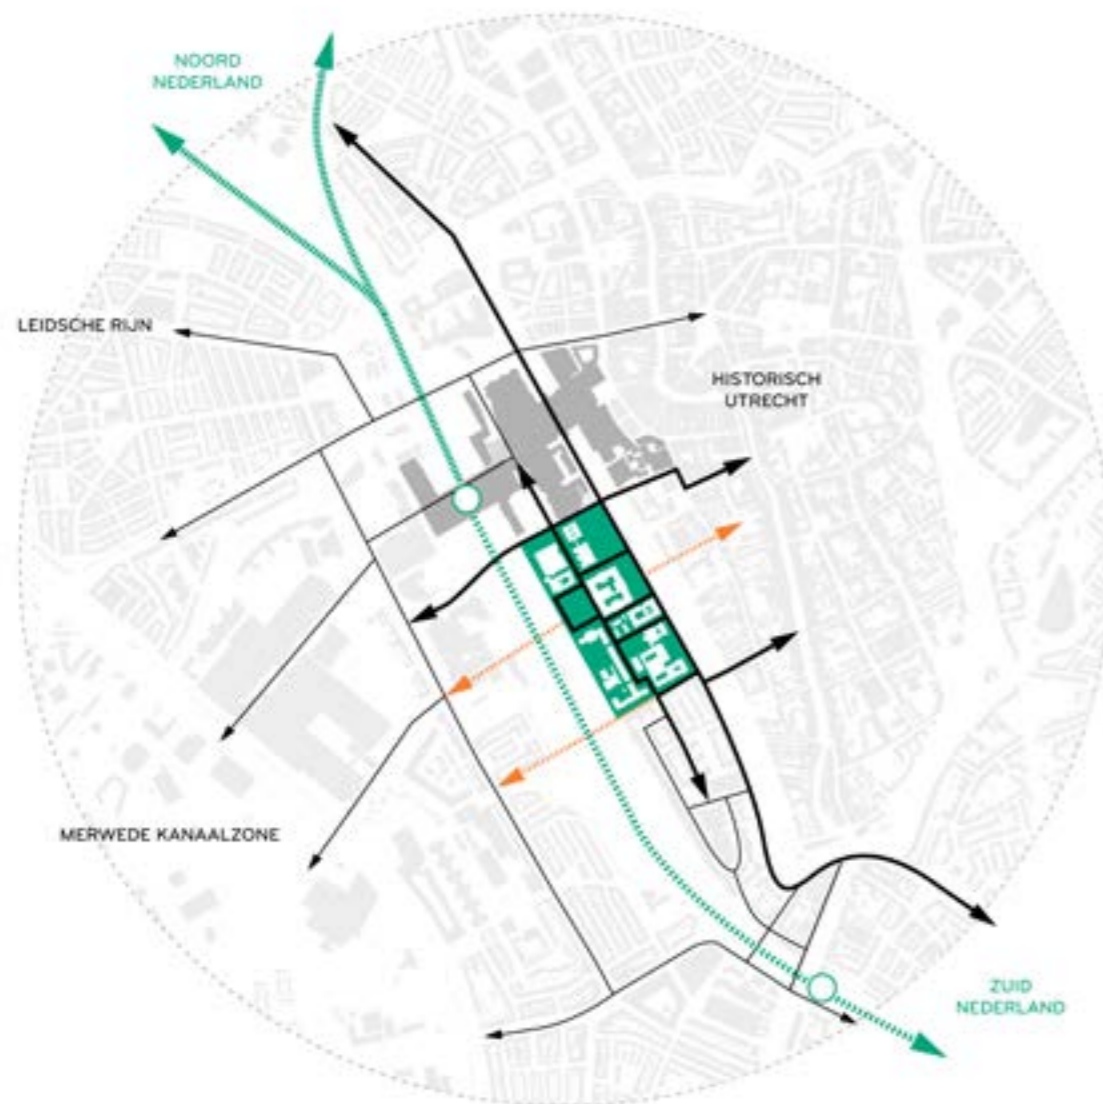 NOORD
NEDERLAND
LEIDSCHE RIJN
HISTORISCH
UTRECHT
MERWEDE KANAALZONE
ZUID
NEDERLAND